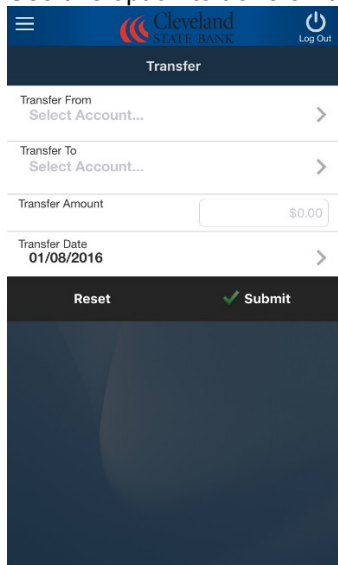 Cleveland
STATE BANK
Log Out
Transfer
Transfer From
Select Account...
Transfer To
Select Account...
Transfer Amount
$0.00
Transfer Date
01/08/2016
Reset
Submit